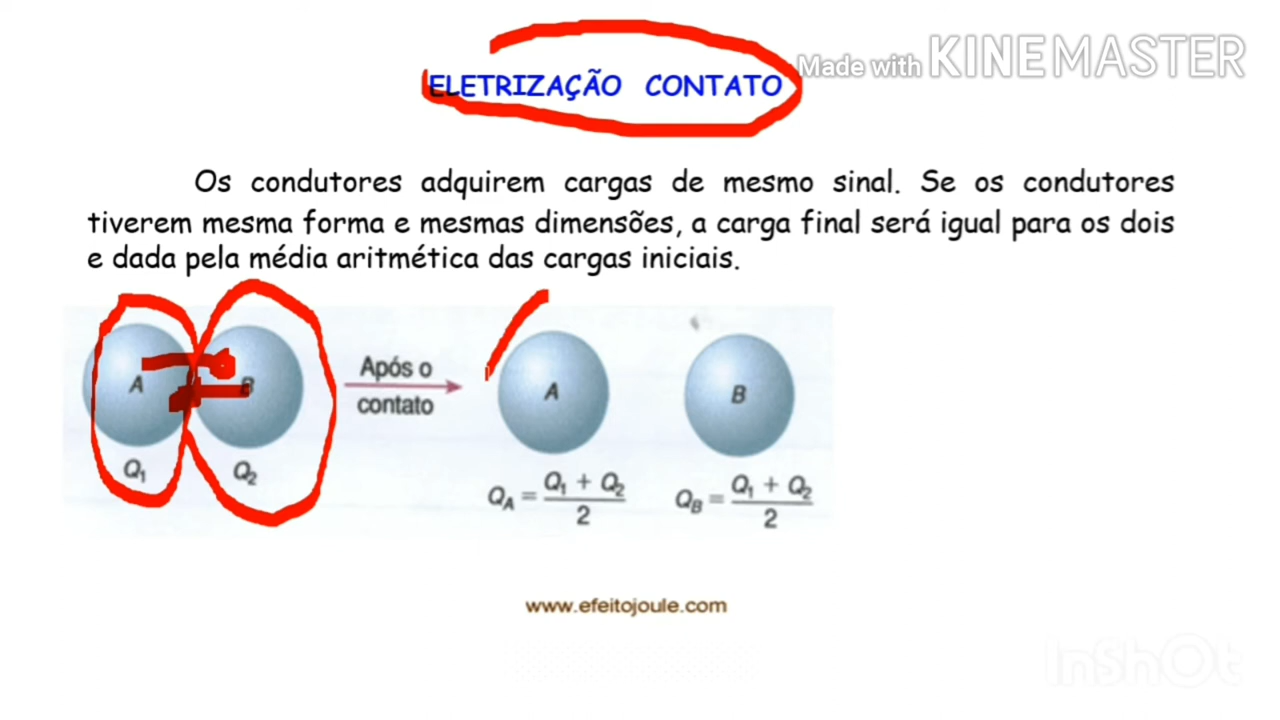 Made with KINEMASTER
ELETRIZAÇÃO CONTATO
Os condutores adquirem cargas de mesmo sinal. Se os condutores
tiverem mesma forma e mesmas dimensões, a carga final será igual para os dois
e dada pela média aritmética das cargas iniciais.
A B Após o contato A B
Q₁ Q₂ Q_A = (Q₁ + Q₂)/2 Q_B = (Q₁ + Q₂)/2
www.efeitojoule.com
InShOt